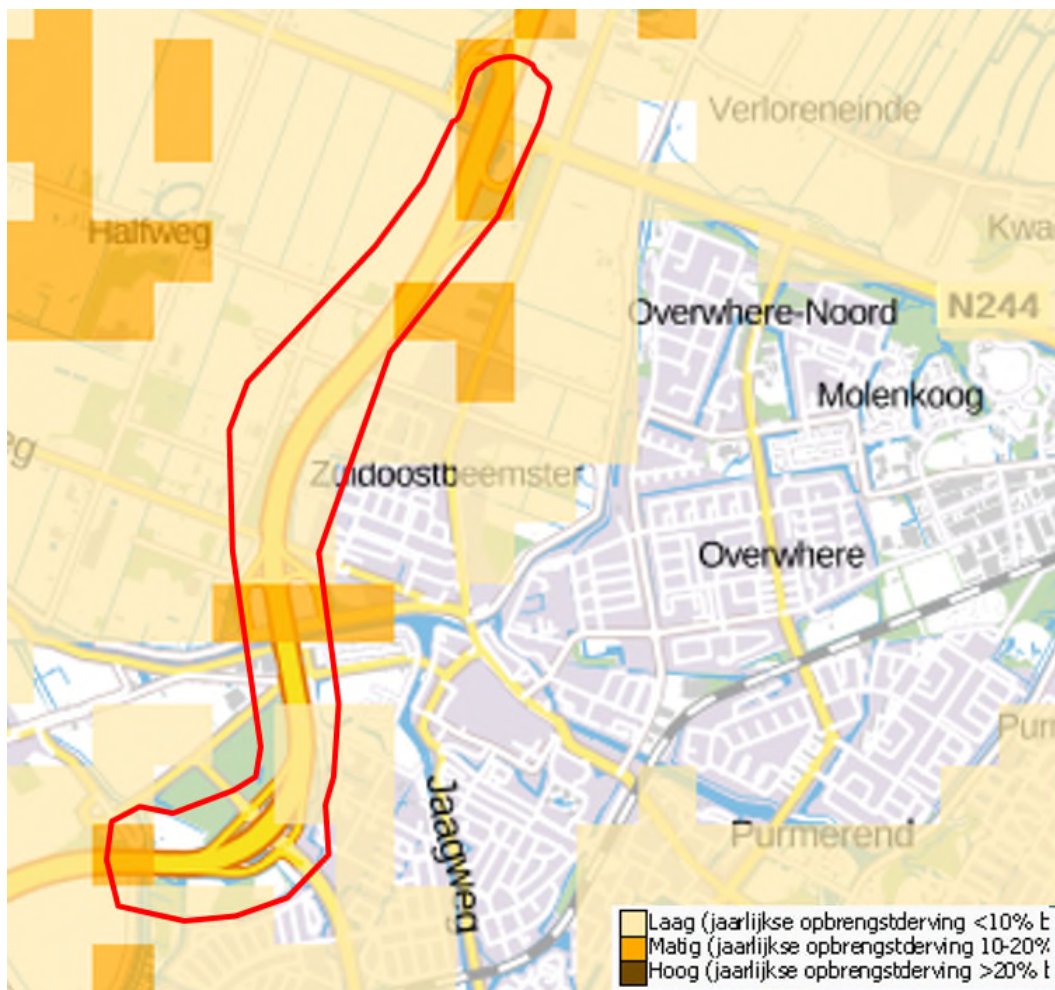 Verloreneinde
Halfweg
Kwa
Overwhere-Noord
N244
Molenkoog
eg
Zuidoostbeemster
Overwhere
Pur
Jaagweg
Purmerend
Laag (jaarlijkse opbrengstderving <10% b
Matig (jaarlijkse opbrengstderving 10-20%
Hoog (jaarlijkse opbrengstderving >20% b